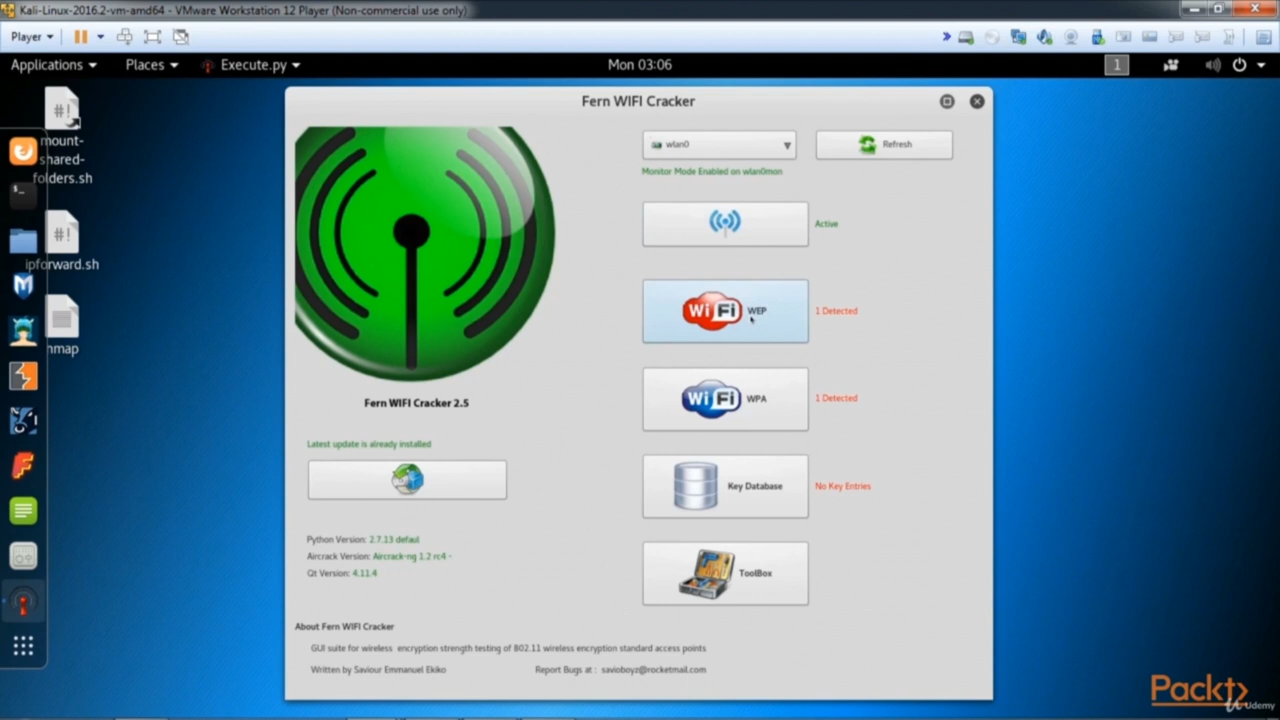 Kali-Linux-2016.2-vm-amd64 - VMware Workstation 12 Player (Non-commercial use only)
Player
Applications Places Execute.py Mon 03:06 1
#!
mount-
shared-
folders.sh
#!
ipforward.sh
nmap
Fern WIFI Cracker
wlan0 Refresh
Monitor Mode Enabled on wlan0mon
Active
WiFi WEP 1 Detected
WiFi WPA 1 Detected
Fern WIFI Cracker 2.5
Latest update is already installed
Key Database No Key Entries
Python Version: 2.7.13 defaul
Aircrack Version: Aircrack-ng 1.2 rc4 -
Qt Version: 4.11.4
ToolBox
About Fern WIFI Cracker
GUI suite for wireless encryption strength testing of 802.11 wireless encryption standard access points
Written by Saviour Emmanuel Ekiko Report Bugs at : savioboyz@rocketmail.com
Packt
Udemy